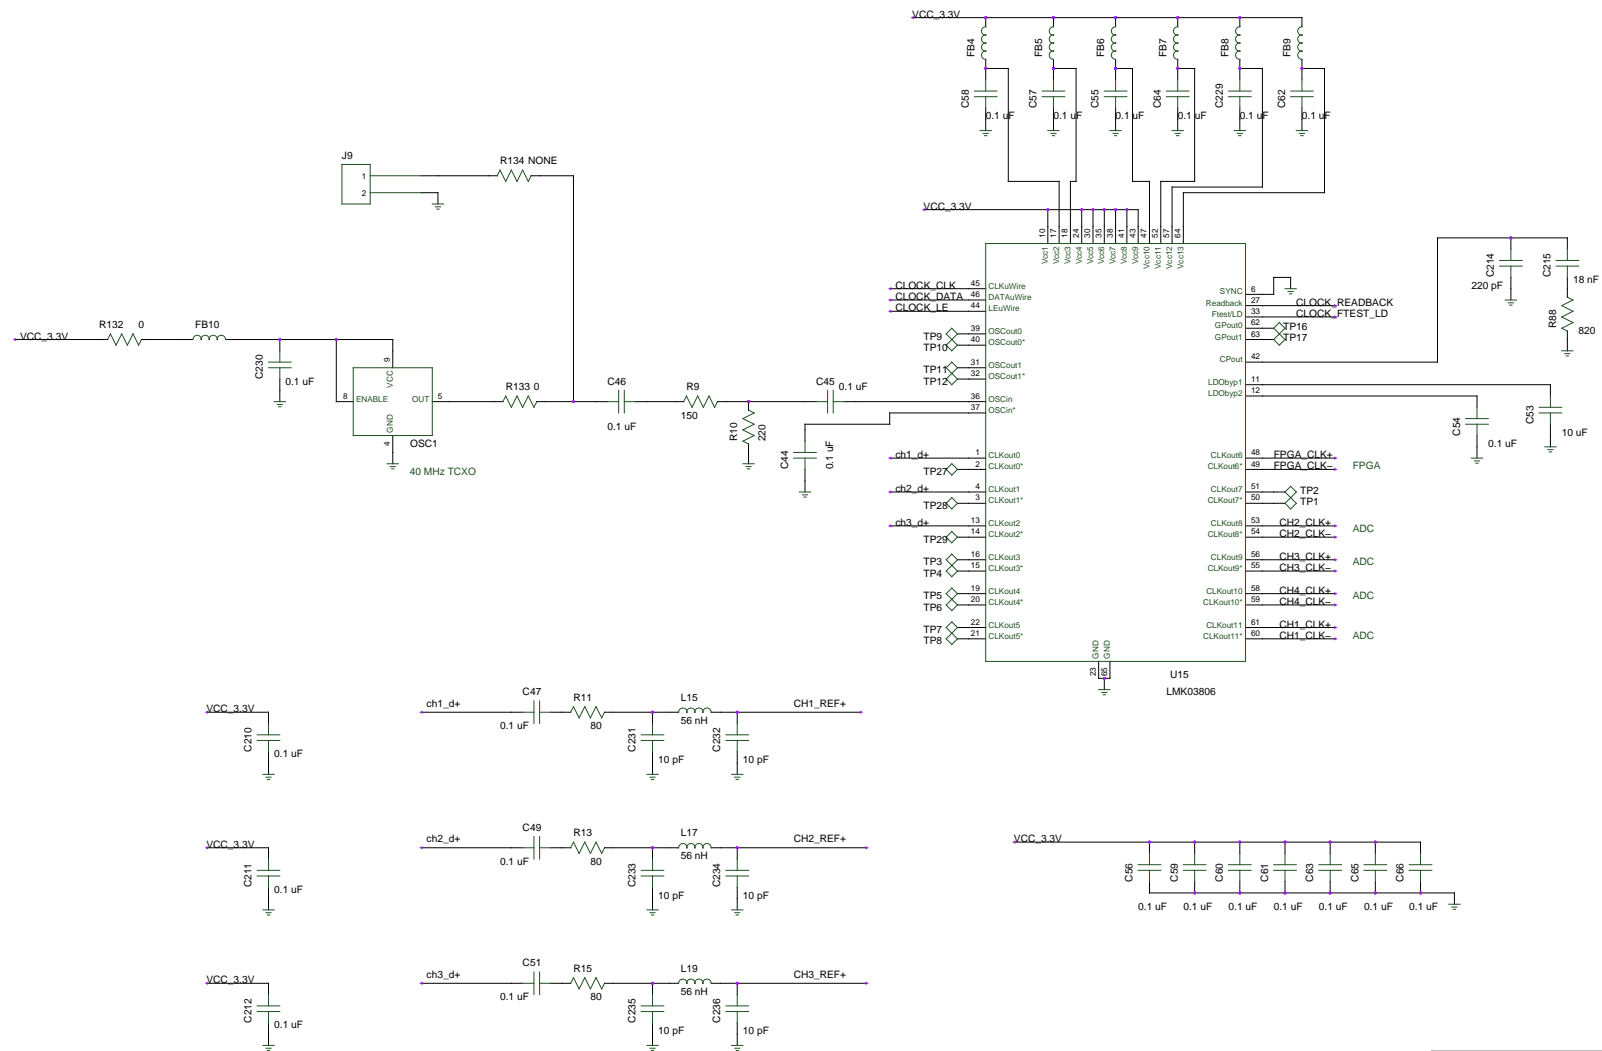 VCC_3.3V
FB4 FB5 FB6 FB7 FB8 FB9
C58 C57 C55 C64 C229 C62
0.1 uF 0.1 uF 0.1 uF 0.1 uF 0.1 uF 0.1 uF
J9
1
2
R134 NONE
VCC_3.3V
10 17 18 24 30 35 38 41 43 47 52 57 64
Vcc1 Vcc2 Vcc3 Vcc4 Vcc5 Vcc6 Vcc7 Vcc8 Vcc9 Vcc10 Vcc11 Vcc12 Vcc13
VCC_3.3V
R132 0
FB10
C230
0.1 uF
9
VCC
8 ENABLE OUT 5
GND
4
OSC1
40 MHz TCXO
R133 0
C46
0.1 uF
R9
150
R10
220
C45 0.1 uF
C44
0.1 uF
CLOCK_CLK 45 CLKuWire
CLOCK_DATA 46 DATAuWire
CLOCK_LE 44 LEuWire
TP9 39 OSCout0
TP10 40 OSCout0*
TP11 31 OSCout1
TP12 32 OSCout1*
36 OSCin
37 OSCin*
ch1_d+ 1 CLKout0
TP27 2 CLKout0*
ch2_d+ 4 CLKout1
TP28 3 CLKout1*
ch3_d+ 13 CLKout2
TP29 14 CLKout2*
TP3 16 CLKout3
TP4 15 CLKout3*
TP5 19 CLKout4
TP6 20 CLKout4*
TP7 22 CLKout5
TP8 21 CLKout5*
SYNC 6
Readback 27 CLOCK_READBACK
Ftest/LD 33 CLOCK_FTEST_LD
GPout0 62 TP16
GPout1 63 TP17
CPout 42
LDObyp1 11
LDObyp2 12
C214
220 pF
C215
18 nF
R88
820
C54
0.1 uF
C53
10 uF
CLKout6 48 FPGA_CLK+
CLKout6* 49 FPGA_CLK−
FPGA
CLKout7 51 TP2
CLKout7* 50 TP1
CLKout8 53 CH2_CLK+
CLKout8* 54 CH2_CLK−
ADC
CLKout9 56 CH3_CLK+
CLKout9* 55 CH3_CLK−
ADC
CLKout10 58 CH4_CLK+
CLKout10* 59 CH4_CLK−
ADC
CLKout11 61 CH1_CLK+
CLKout11* 60 CH1_CLK−
ADC
GND GND
23 65
U15
LMK03806
VCC_3.3V
C210
0.1 uF
ch1_d+
C47
0.1 uF
R11
80
L15
56 nH
CH1_REF+
C231
10 pF
C232
10 pF
VCC_3.3V
C211
0.1 uF
ch2_d+
C49
0.1 uF
R13
80
L17
56 nH
CH2_REF+
C233
10 pF
C234
10 pF
VCC_3.3V
C56 C59 C60 C61 C63 C65 C66
0.1 uF 0.1 uF 0.1 uF 0.1 uF 0.1 uF 0.1 uF 0.1 uF
VCC_3.3V
C212
0.1 uF
ch3_d+
C51
0.1 uF
R15
80
L19
56 nH
CH3_REF+
C235
10 pF
C236
10 pF